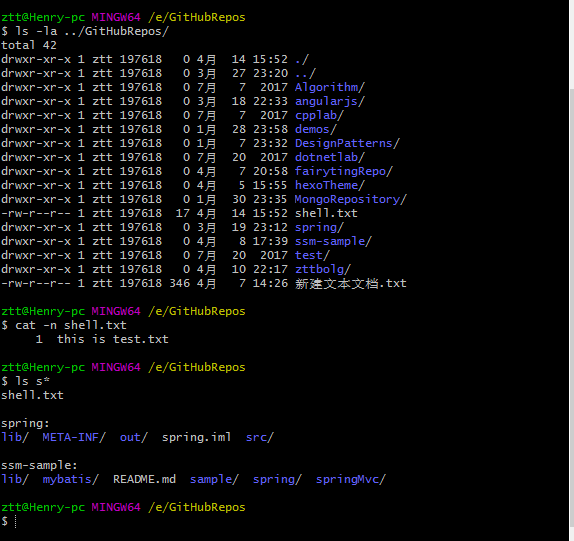 ztt@Henry-pc MINGW64 /e/GitHubRepos
$ ls -la ../GitHubRepos/
total 42
drwxr-xr-x 1 ztt 197618   0 4月  14 15:52 ./
drwxr-xr-x 1 ztt 197618   0 3月  27 23:20 ../
drwxr-xr-x 1 ztt 197618   0 7月   7  2017 Algorithm/
drwxr-xr-x 1 ztt 197618   0 3月  18 22:33 angularjs/
drwxr-xr-x 1 ztt 197618   0 7月   7  2017 cpplab/
drwxr-xr-x 1 ztt 197618   0 1月  28 23:58 demos/
drwxr-xr-x 1 ztt 197618   0 1月   7 23:32 DesignPatterns/
drwxr-xr-x 1 ztt 197618   0 7月  20  2017 dotnetlab/
drwxr-xr-x 1 ztt 197618   0 4月   7 20:58 fairytingRepo/
drwxr-xr-x 1 ztt 197618   0 4月   5 15:55 hexoTheme/
drwxr-xr-x 1 ztt 197618   0 1月  30 23:35 MongoRepository/
-rw-r--r-- 1 ztt 197618  17 4月  14 15:52 shell.txt
drwxr-xr-x 1 ztt 197618   0 3月  19 23:12 spring/
drwxr-xr-x 1 ztt 197618   0 4月   8 17:39 ssm-sample/
drwxr-xr-x 1 ztt 197618   0 7月  20  2017 test/
drwxr-xr-x 1 ztt 197618   0 4月  10 22:17 zttbolg/
-rw-r--r-- 1 ztt 197618 346 4月   7 14:26 新建文本文档.txt
ztt@Henry-pc MINGW64 /e/GitHubRepos
$ cat -n shell.txt
     1  this is test.txt
ztt@Henry-pc MINGW64 /e/GitHubRepos
$ ls s*
shell.txt
spring:
lib/  META-INF/  out/  spring.iml  src/
ssm-sample:
lib/  mybatis/  README.md  sample/  spring/  springMvc/
ztt@Henry-pc MINGW64 /e/GitHubRepos
$